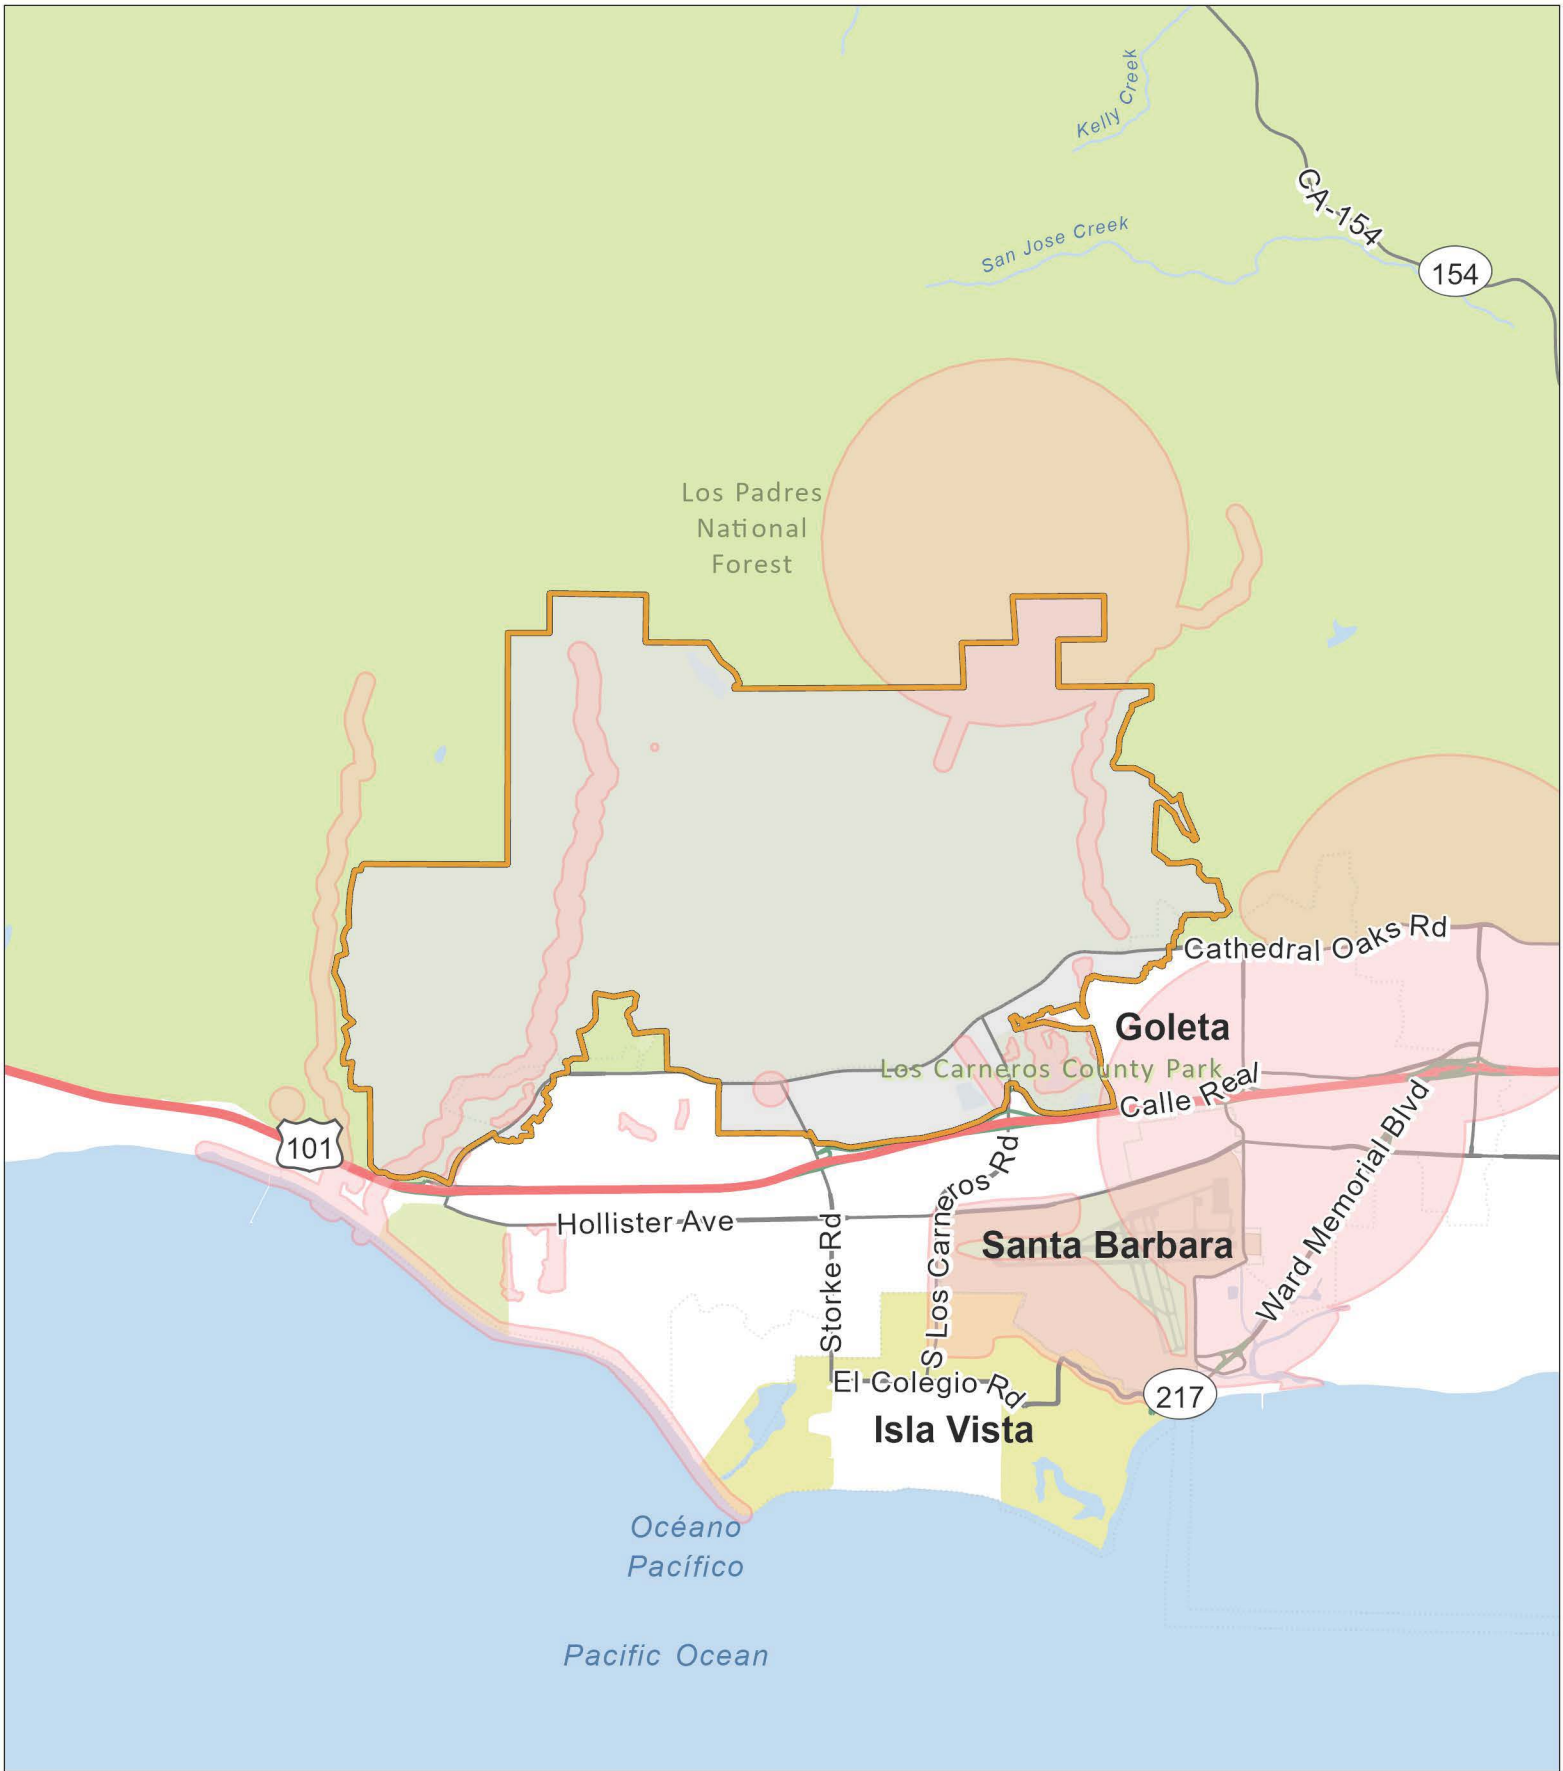 Kelly Creek
CA-154
San Jose Creek
154
Los Padres
National
Forest
Cathedral Oaks Rd
Goleta
Los Carneros County Park
Calle Real
101
Ward Memorial Blvd
S Los Carneros Rd
Hollister Ave
Storke Rd
Santa Barbara
El Colegio Rd
217
Isla Vista
Océano
Pacífico
Pacific Ocean